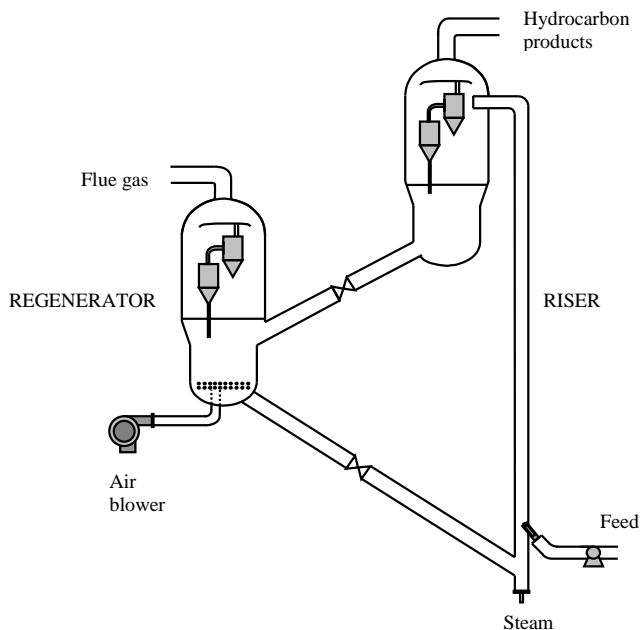 Hydrocarbon
products
Flue gas
REGENERATOR
RISER
Air
blower
Feed
Steam